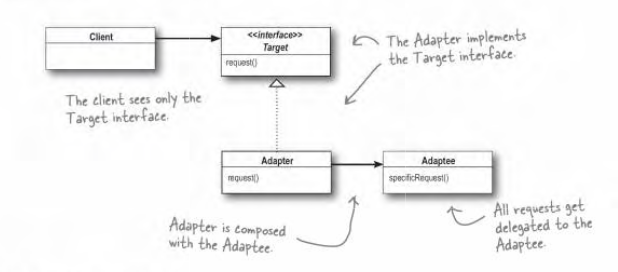 Client
<<interface>>
Target
request()
The Adapter implements
the Target interface.
The client sees only the
Target interface.
Adapter
request()
Adaptee
specificRequest()
Adapter is composed
with the Adaptee.
All requests get
delegated to the
Adaptee.